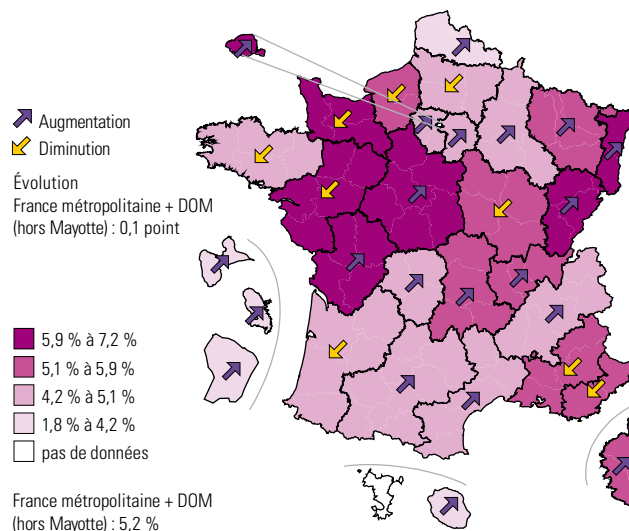 Augmentation
Diminution
Évolution
France métropolitaine + DOM
(hors Mayotte) : 0,1 point
5,9 % à 7,2 %
5,1 % à 5,9 %
4,2 % à 5,1 %
1,8 % à 4,2 %
pas de données
France métropolitaine + DOM
(hors Mayotte) : 5,2 %